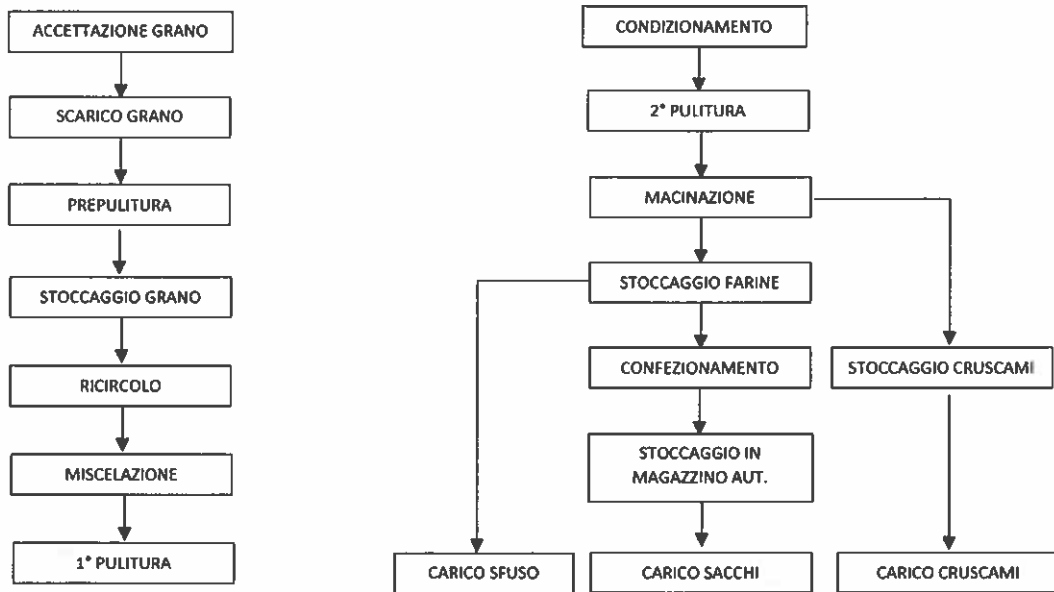 ACCETTAZIONE GRANO
SCARICO GRANO
PREPULITURA
STOCCAGGIO GRANO
RICIRCOLO
MISCELAZIONE
1° PULITURA
CONDIZIONAMENTO
2° PULITURA
MACINAZIONE
STOCCAGGIO FARINE
CONFEZIONAMENTO
STOCCAGGIO CRUSCAMI
STOCCAGGIO IN
MAGAZZINO AUT.
CARICO SFUSO
CARICO SACCHI
CARICO CRUSCAMI